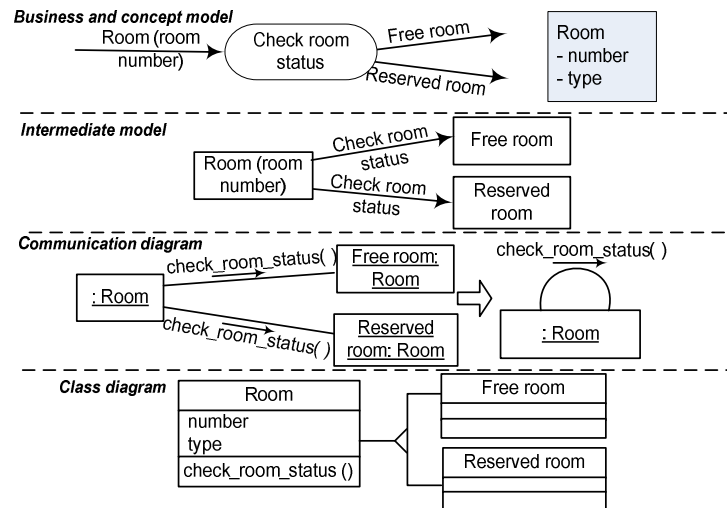 Business and concept model
Room (room
number)
Check room
status
Free room
Reserved room
Room
- number
- type
Intermediate model
Room (room
number)
Check room
status
Check room
status
Free room
Reserved
room
Communication diagram
: Room
check_room_status( )
check_room_status( )
Free room:
Room
Reserved
room: Room
check_room_status( )
: Room
Class diagram
Room
number
type
check_room_status ()
Free room
Reserved room